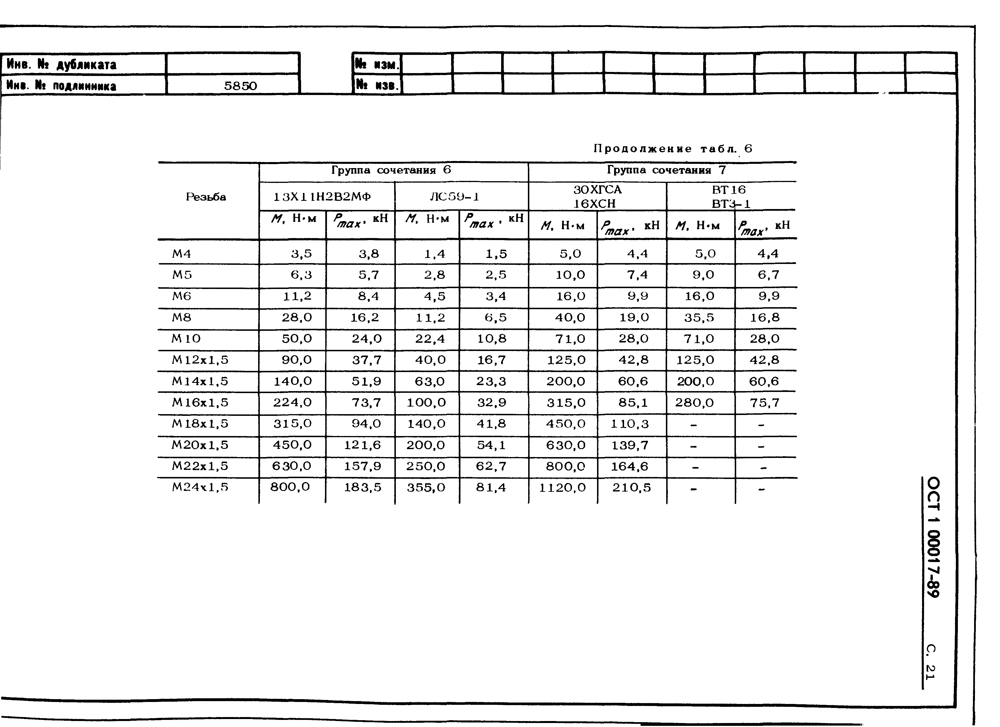 Инв. № дубликата № изм.
Инв. № подлинника 5850 № изв.
Продолжение табл. 6
Группа сочетания 6 Группа сочетания 7
Резьба 13Х11Н2В2МФ ЛС59-1 30ХГСА ВТ16
16ХСН ВТ3-1
M, Н·м Pmax, кН M, Н·м Pmax, кН M, Н·м Pmax, кН M, Н·м Pmax, кН
М4 3,5 3,8 1,4 1,5 5,0 4,4 5,0 4,4
М5 6,3 5,7 2,8 2,5 10,0 7,4 9,0 6,7
М6 11,2 8,4 4,5 3,4 16,0 9,9 16,0 9,9
М8 28,0 16,2 11,2 6,5 40,0 19,0 35,5 16,8
М10 50,0 24,0 22,4 10,8 71,0 28,0 71,0 28,0
М12х1,5 90,0 37,7 40,0 16,7 125,0 42,8 125,0 42,8
М14х1,5 140,0 51,9 63,0 23,3 200,0 60,6 200,0 60,6
М16х1,5 224,0 73,7 100,0 32,9 315,0 85,1 280,0 75,7
М18х1,5 315,0 94,0 140,0 41,8 450,0 110,3 - -
М20х1,5 450,0 121,6 200,0 54,1 630,0 139,7 - -
М22х1,5 630,0 157,9 250,0 62,7 800,0 164,6 - -
М24х1,5 800,0 183,5 355,0 81,4 1120,0 210,5 - -
ОСТ 1 00017-89 С. 21